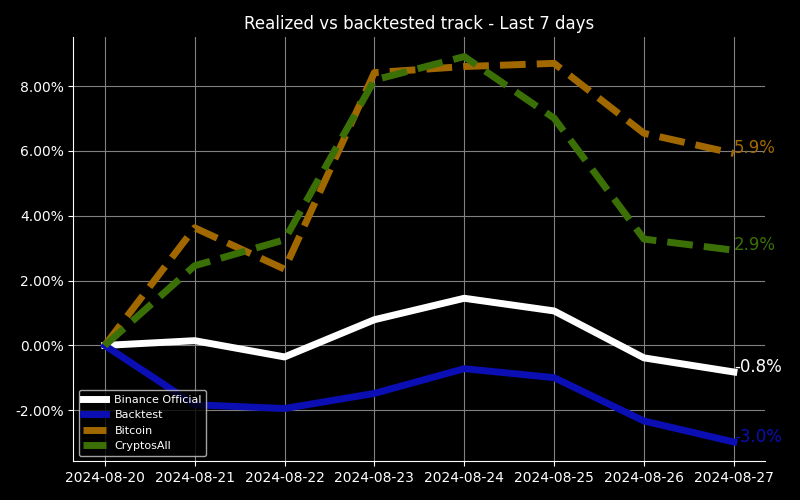 Realized vs backtested track - Last 7 days
8.00%
6.00%
4.00%
2.00%
0.00%
-2.00%
5.9%
2.9%
-0.8%
-3.0%
Binance Official
Backtest
Bitcoin
CryptosAll
2024-08-20 2024-08-21 2024-08-22 2024-08-23 2024-08-24 2024-08-25 2024-08-26 2024-08-27